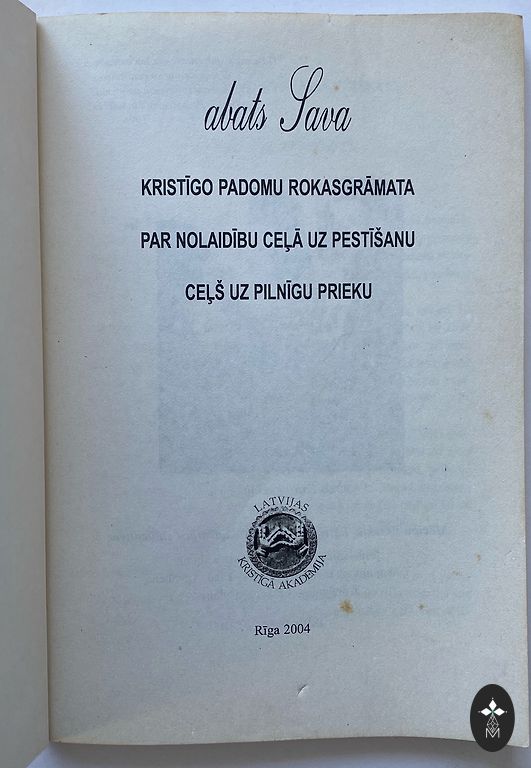 abats Sava
KRISTĪGO PADOMU ROKASGRĀMATA
PAR NOLAIDĪBU CEĻĀ UZ PESTĪŠANU
CEĻŠ UZ PILNĪGU PRIEKU
LATVIJAS
KRISTĪGĀ AKADĒMIJA
Rīga 2004
M